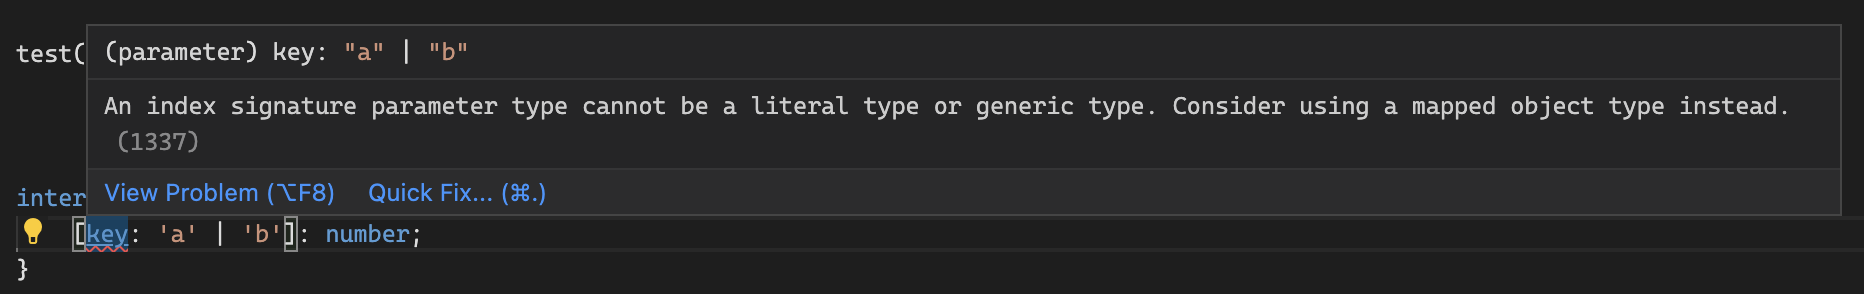 test(
(parameter) key: "a" | "b"
An index signature parameter type cannot be a literal type or generic type. Consider using a mapped object type instead.
(1337)
View Problem (⌥F8) Quick Fix... (⌘.)
inter
[key: 'a' | 'b']: number;
}